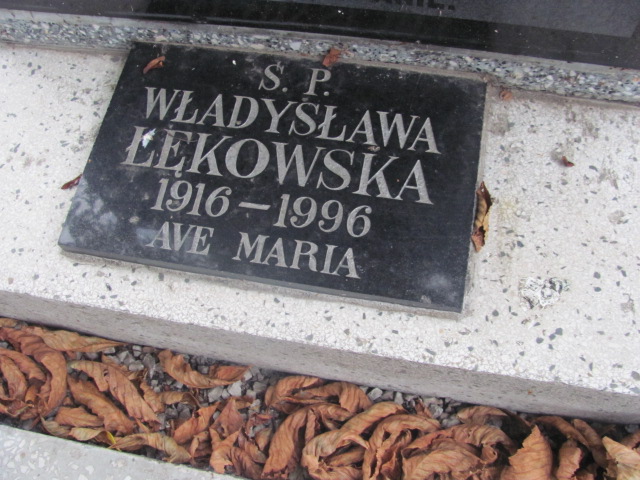 Ś. P.
WŁADYSŁAWA
ŁĘKOWSKA
1916 – 1996
AVE MARIA